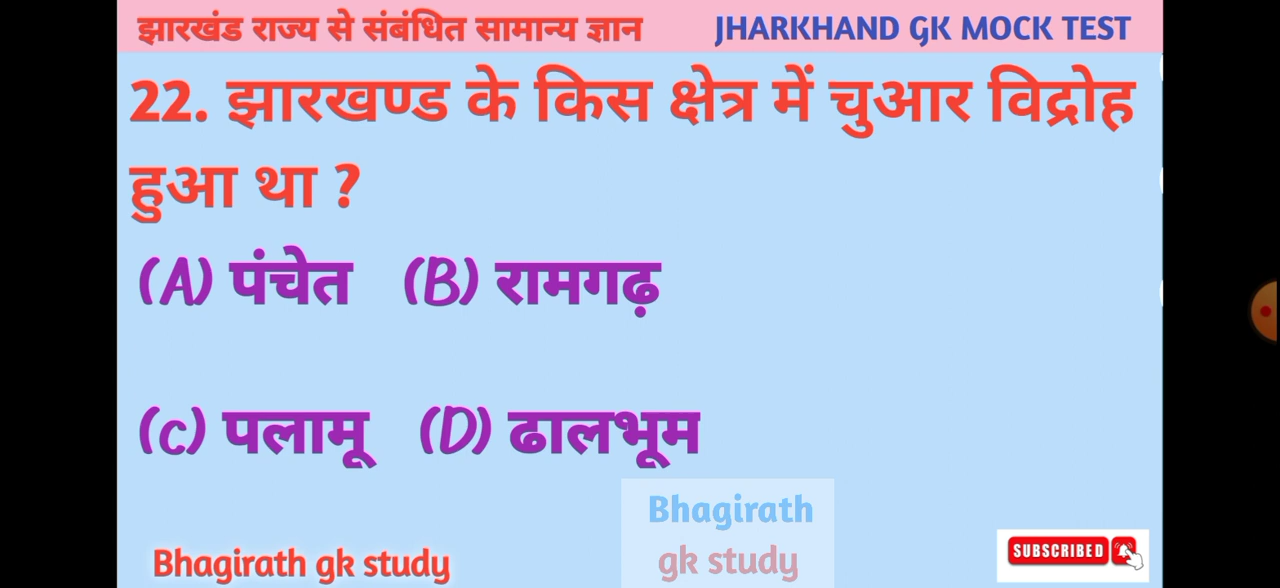 झारखंड राज्य से संबंधित सामान्य ज्ञान JHARKHAND GK MOCK TEST
22. झारखण्ड के किस क्षेत्र में चुआर विद्रोह
हुआ था ?
(A) पंचेत (B) रामगढ़
(C) पलामू (D) ढालभूम
Bhagirath
gk study
Bhagirath gk study
SUBSCRIBED